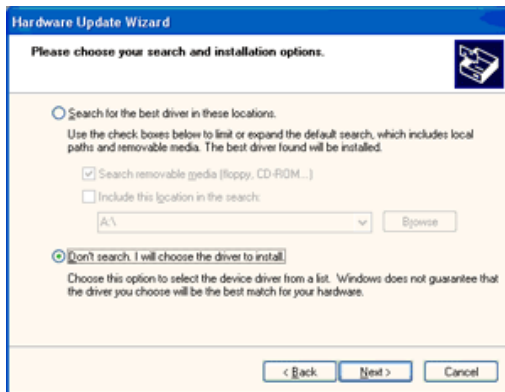 Hardware Update Wizard
Please choose your search and installation options.
Search for the best driver in these locations.
Use the check boxes below to limit or expand the default search, which includes local
paths and removable media. The best driver found will be installed.
Search removable media (floppy, CD-ROM...)
Include this location in the search:
A:\
Browse
Don't search. I will choose the driver to install.
Choose this option to select the device driver from a list. Windows does not guarantee that
the driver you choose will be the best match for your hardware.
< Back
Next >
Cancel